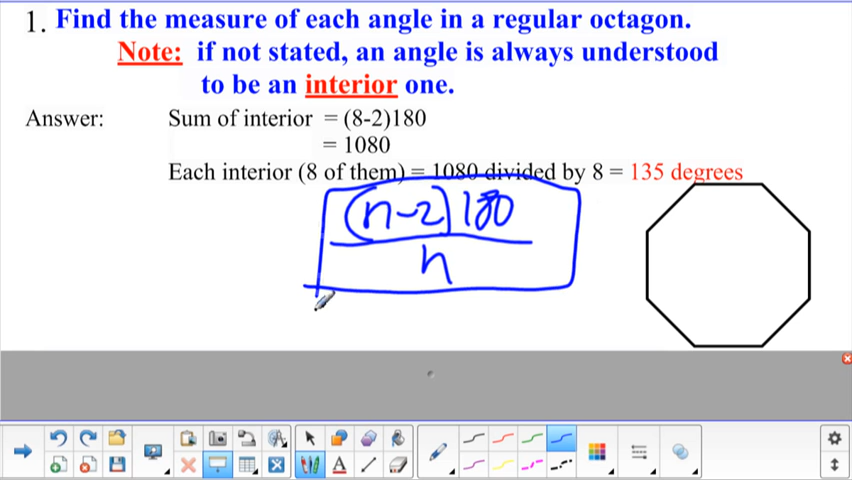 1. Find the measure of each angle in a regular octagon.
Note: if not stated, an angle is always understood
to be an interior one.
Answer: Sum of interior = (8-2)180
= 1080
Each interior (8 of them) = 1080 divided by 8 = 135 degrees
(n-2)180
n